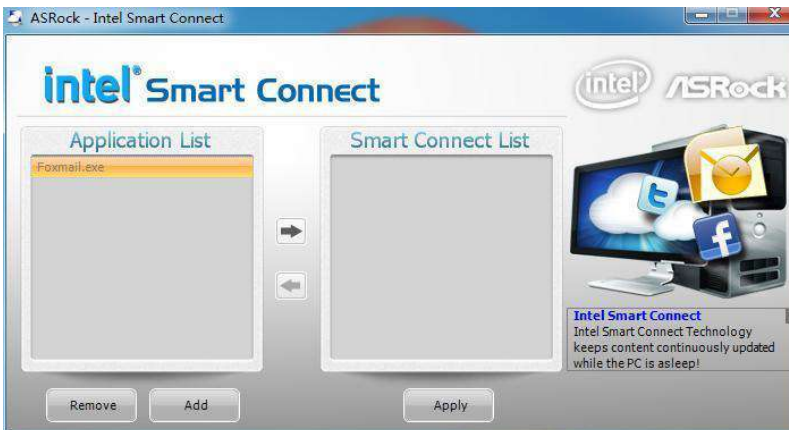 ASRock - Intel Smart Connect
intel® Smart Connect
intel® ASRock
Application List
Smart Connect List
Foxmail.exe
Intel Smart Connect
Intel Smart Connect Technology
keeps content continuously updated
while the PC is asleep!
Remove
Add
Apply